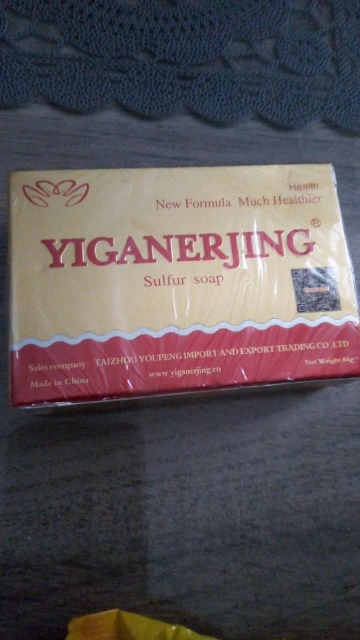 Health
New Formula Much Healthier
YIGANERJING®
Sulfur soap
Sales company: TAIZHOU YOUPENG IMPORT AND EXPORT TRADING CO .LTD
Made in China
www.yiganerjing.cn
Net Weight: 84g